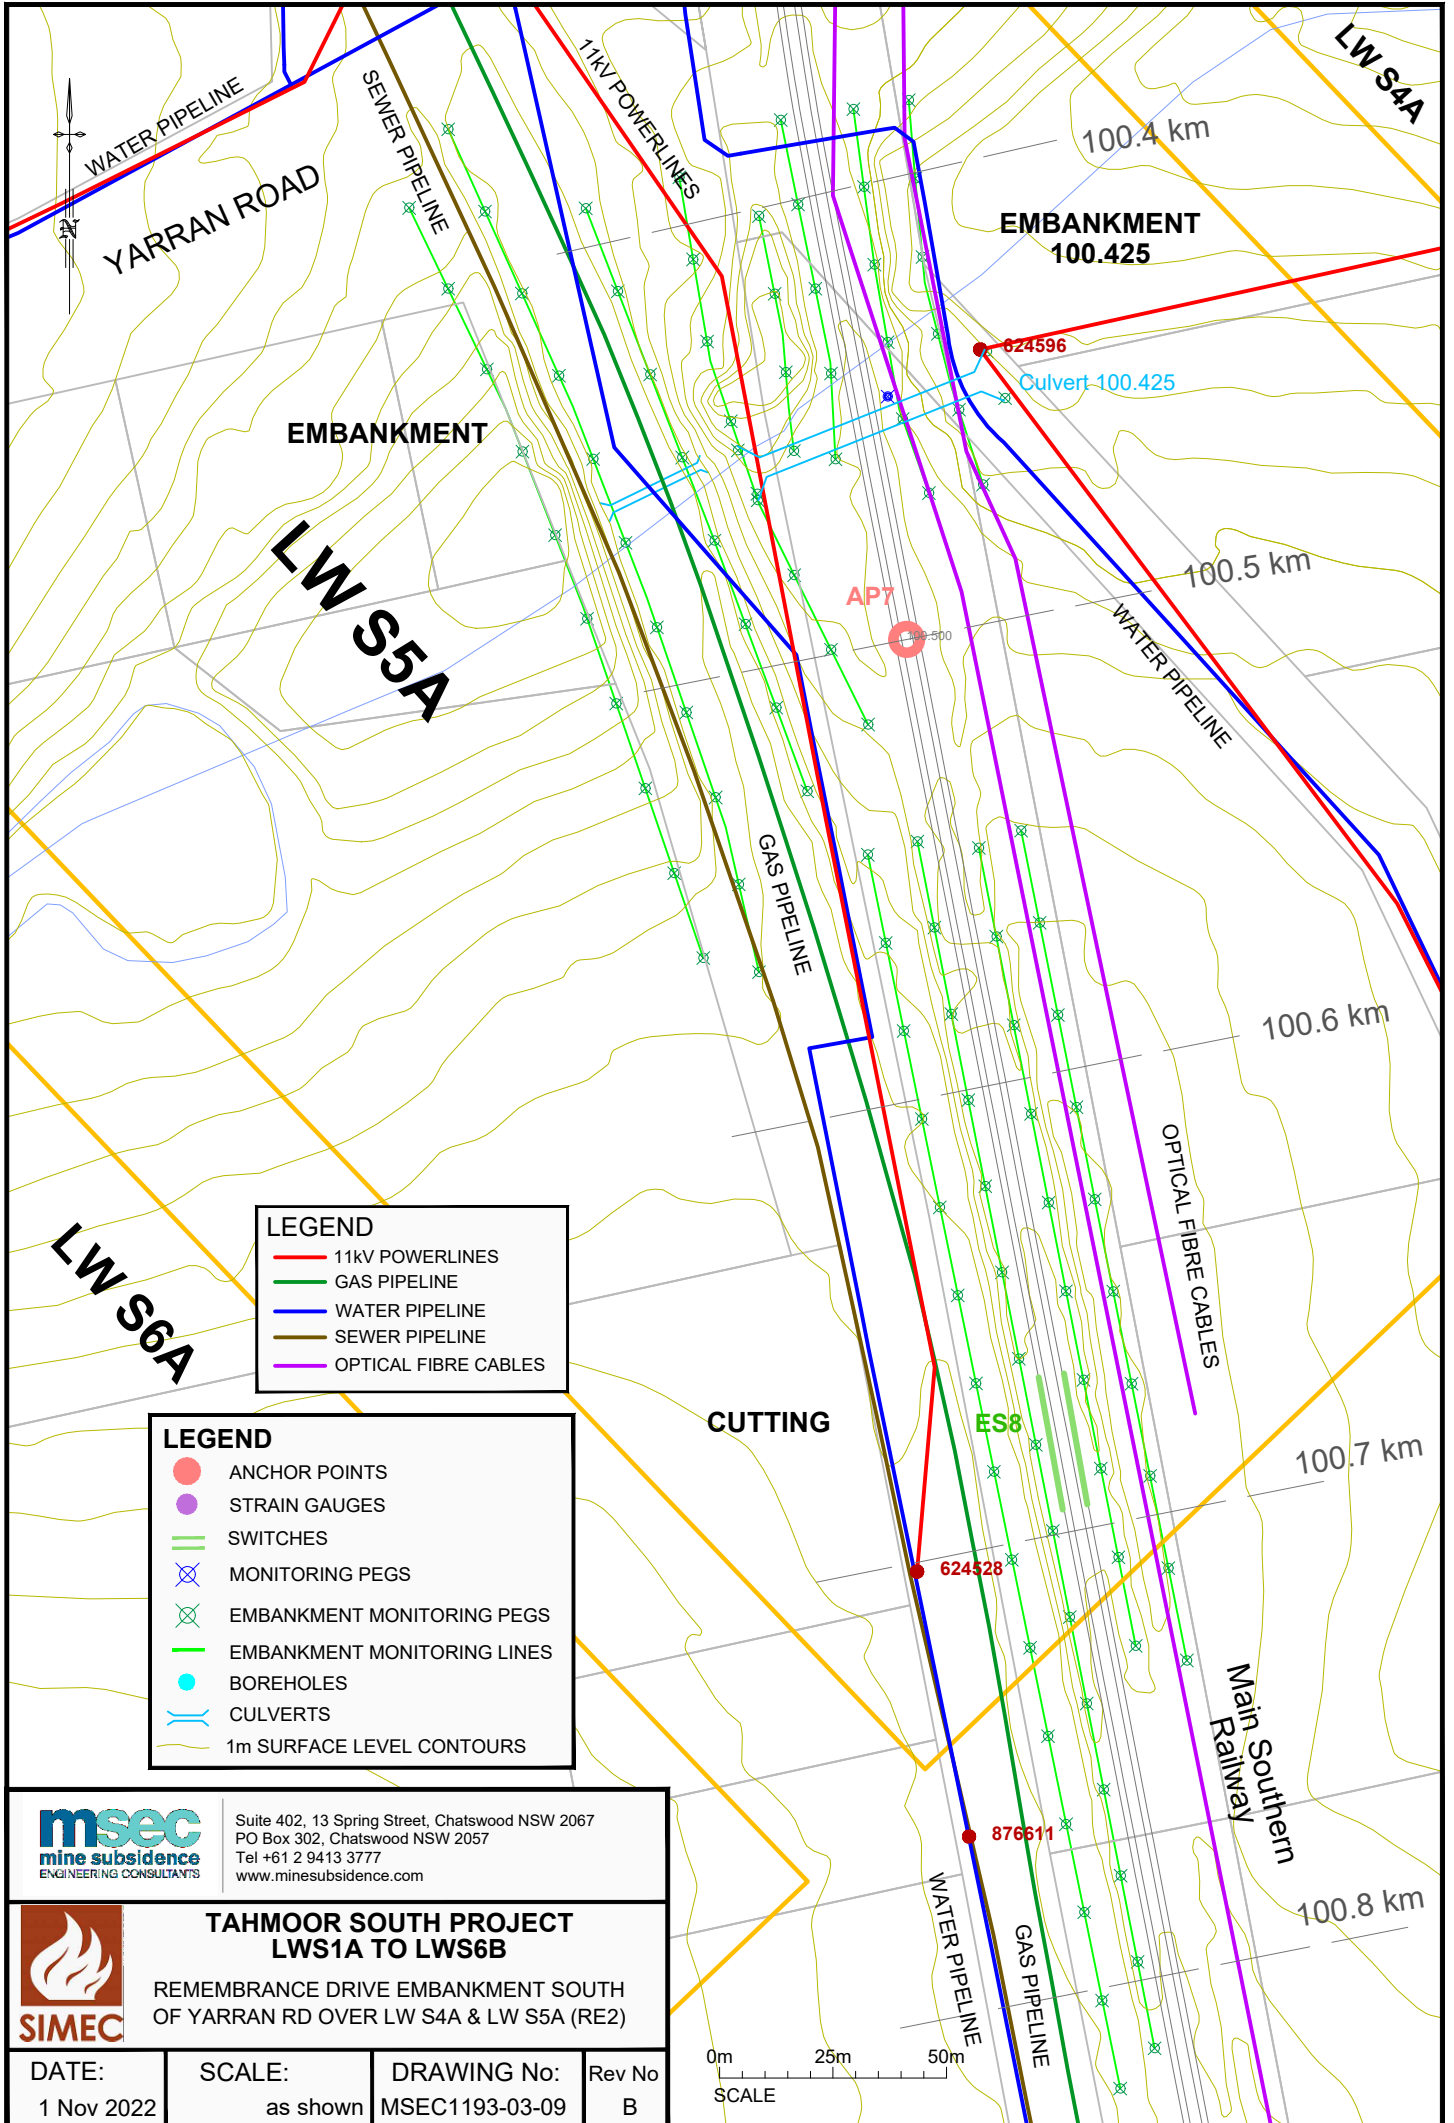 LW S4A
11kV POWERLINES
SEWER PIPELINE
WATER PIPELINE
100.4 km
YARRAN ROAD
N
EMBANKMENT
100.425
624596
Culvert 100.425
EMBANKMENT
LW S5A
100.5 km
AP7
100.500
WATER PIPELINE
GAS PIPELINE
100.6 km
OPTICAL FIBRE CABLES
LW S6A
LEGEND
11kV POWERLINES
GAS PIPELINE
WATER PIPELINE
SEWER PIPELINE
OPTICAL FIBRE CABLES
CUTTING
ES8
100.7 km
LEGEND
ANCHOR POINTS
STRAIN GAUGES
SWITCHES
MONITORING PEGS
EMBANKMENT MONITORING PEGS
EMBANKMENT MONITORING LINES
BOREHOLES
CULVERTS
1m SURFACE LEVEL CONTOURS
624528
Main Southern
Railway
876611
100.8 km
WATER PIPELINE
GAS PIPELINE
msec
mine subsidence
ENGINEERING CONSULTANTS
Suite 402, 13 Spring Street, Chatswood NSW 2067
PO Box 302, Chatswood NSW 2057
Tel +61 2 9413 3777
www.minesubsidence.com
SIMEC
TAHMOOR SOUTH PROJECT
LWS1A TO LWS6B
REMEMBRANCE DRIVE EMBANKMENT SOUTH
OF YARRAN RD OVER LW S4A & LW S5A (RE2)
DATE:
1 Nov 2022
SCALE:
as shown
DRAWING No:
MSEC1193-03-09
Rev No
B
0m 25m 50m
SCALE